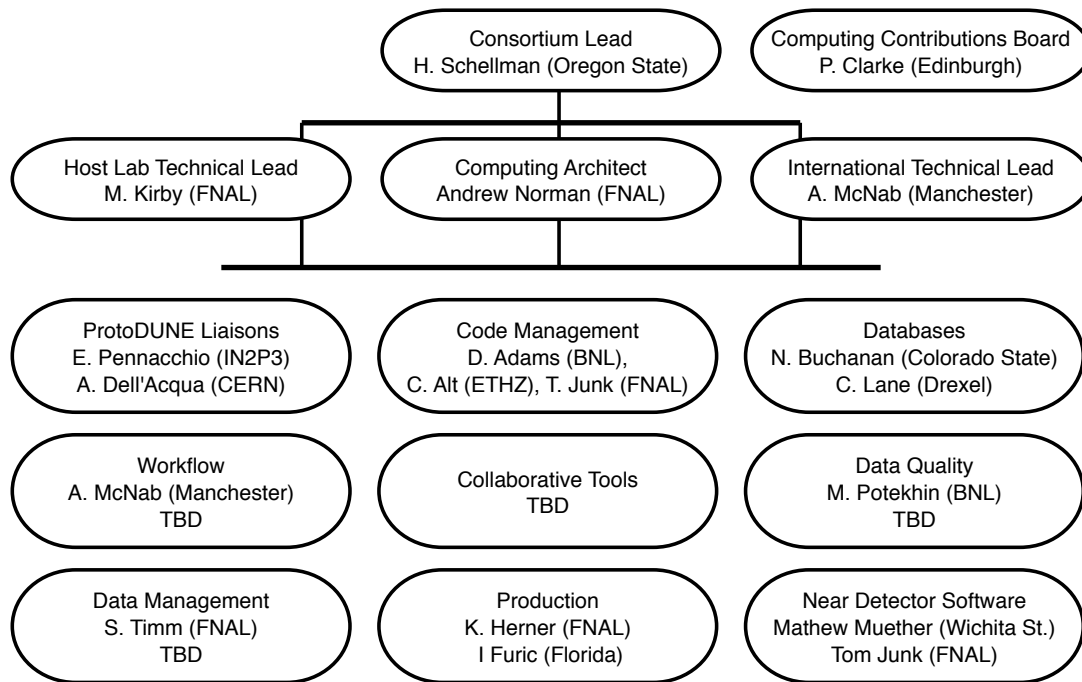 Consortium Lead
H. Schellman (Oregon State)
Computing Contributions Board
P. Clarke (Edinburgh)
Host Lab Technical Lead
M. Kirby (FNAL)
Computing Architect
Andrew Norman (FNAL)
International Technical Lead
A. McNab (Manchester)
ProtoDUNE Liaisons
E. Pennacchio (IN2P3)
A. Dell'Acqua (CERN)
Code Management
D. Adams (BNL),
C. Alt (ETHZ), T. Junk (FNAL)
Databases
N. Buchanan (Colorado State)
C. Lane (Drexel)
Workflow
A. McNab (Manchester)
TBD
Collaborative Tools
TBD
Data Quality
M. Potekhin (BNL)
TBD
Data Management
S. Timm (FNAL)
TBD
Production
K. Herner (FNAL)
I Furic (Florida)
Near Detector Software
Mathew Muether (Wichita St.)
Tom Junk (FNAL)